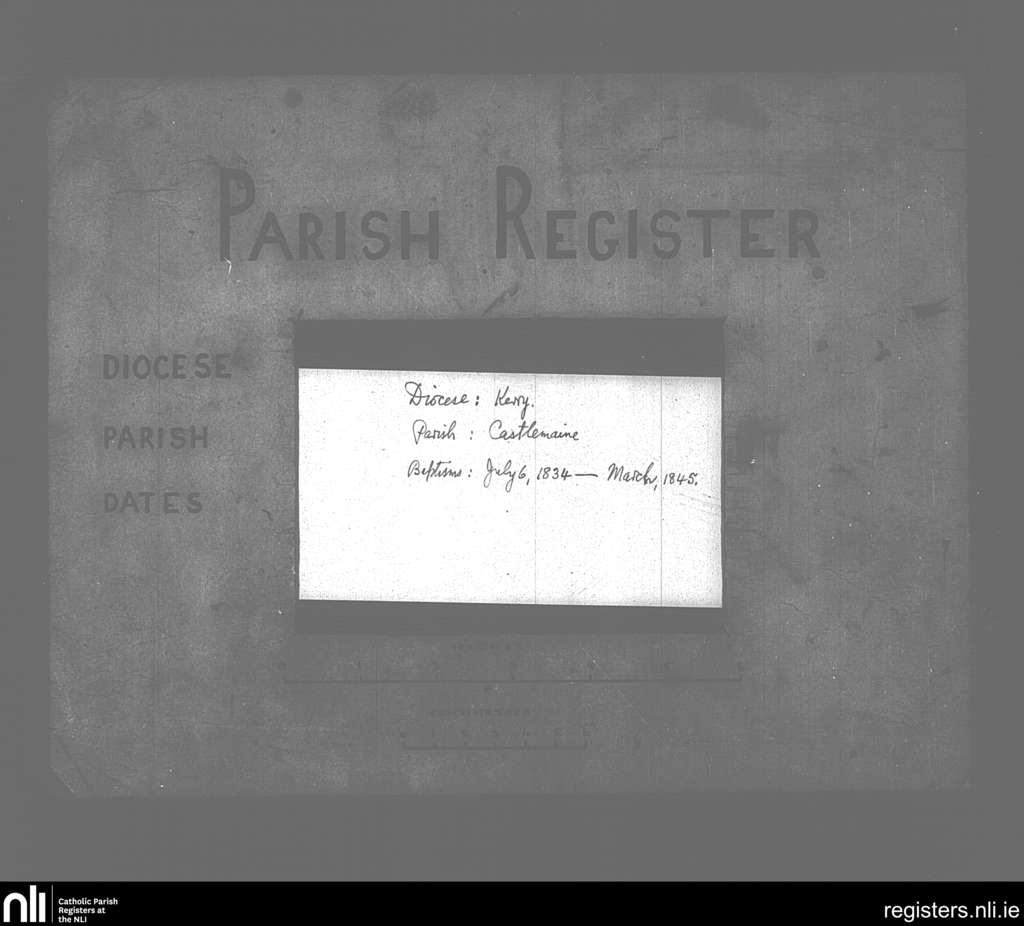 PARISH REGISTER
DIOCESE
PARISH
DATES
Diocese: Kerry.
Parish: Castlemaine
Baptisms: July 6, 1834 — March, 1845.
nli
Catholic Parish
Registers at
the NLI
registers.nli.ie